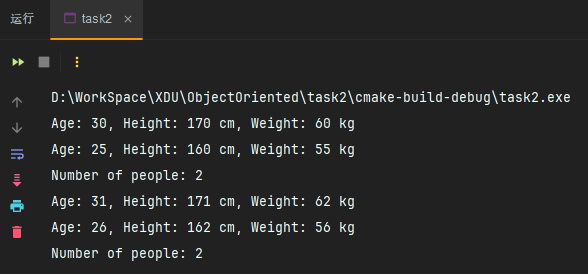 运行
task2
D:\WorkSpace\XDU\ObjectOriented\task2\cmake-build-debug\task2.exe
Age: 30, Height: 170 cm, Weight: 60 kg
Age: 25, Height: 160 cm, Weight: 55 kg
Number of people: 2
Age: 31, Height: 171 cm, Weight: 62 kg
Age: 26, Height: 162 cm, Weight: 56 kg
Number of people: 2